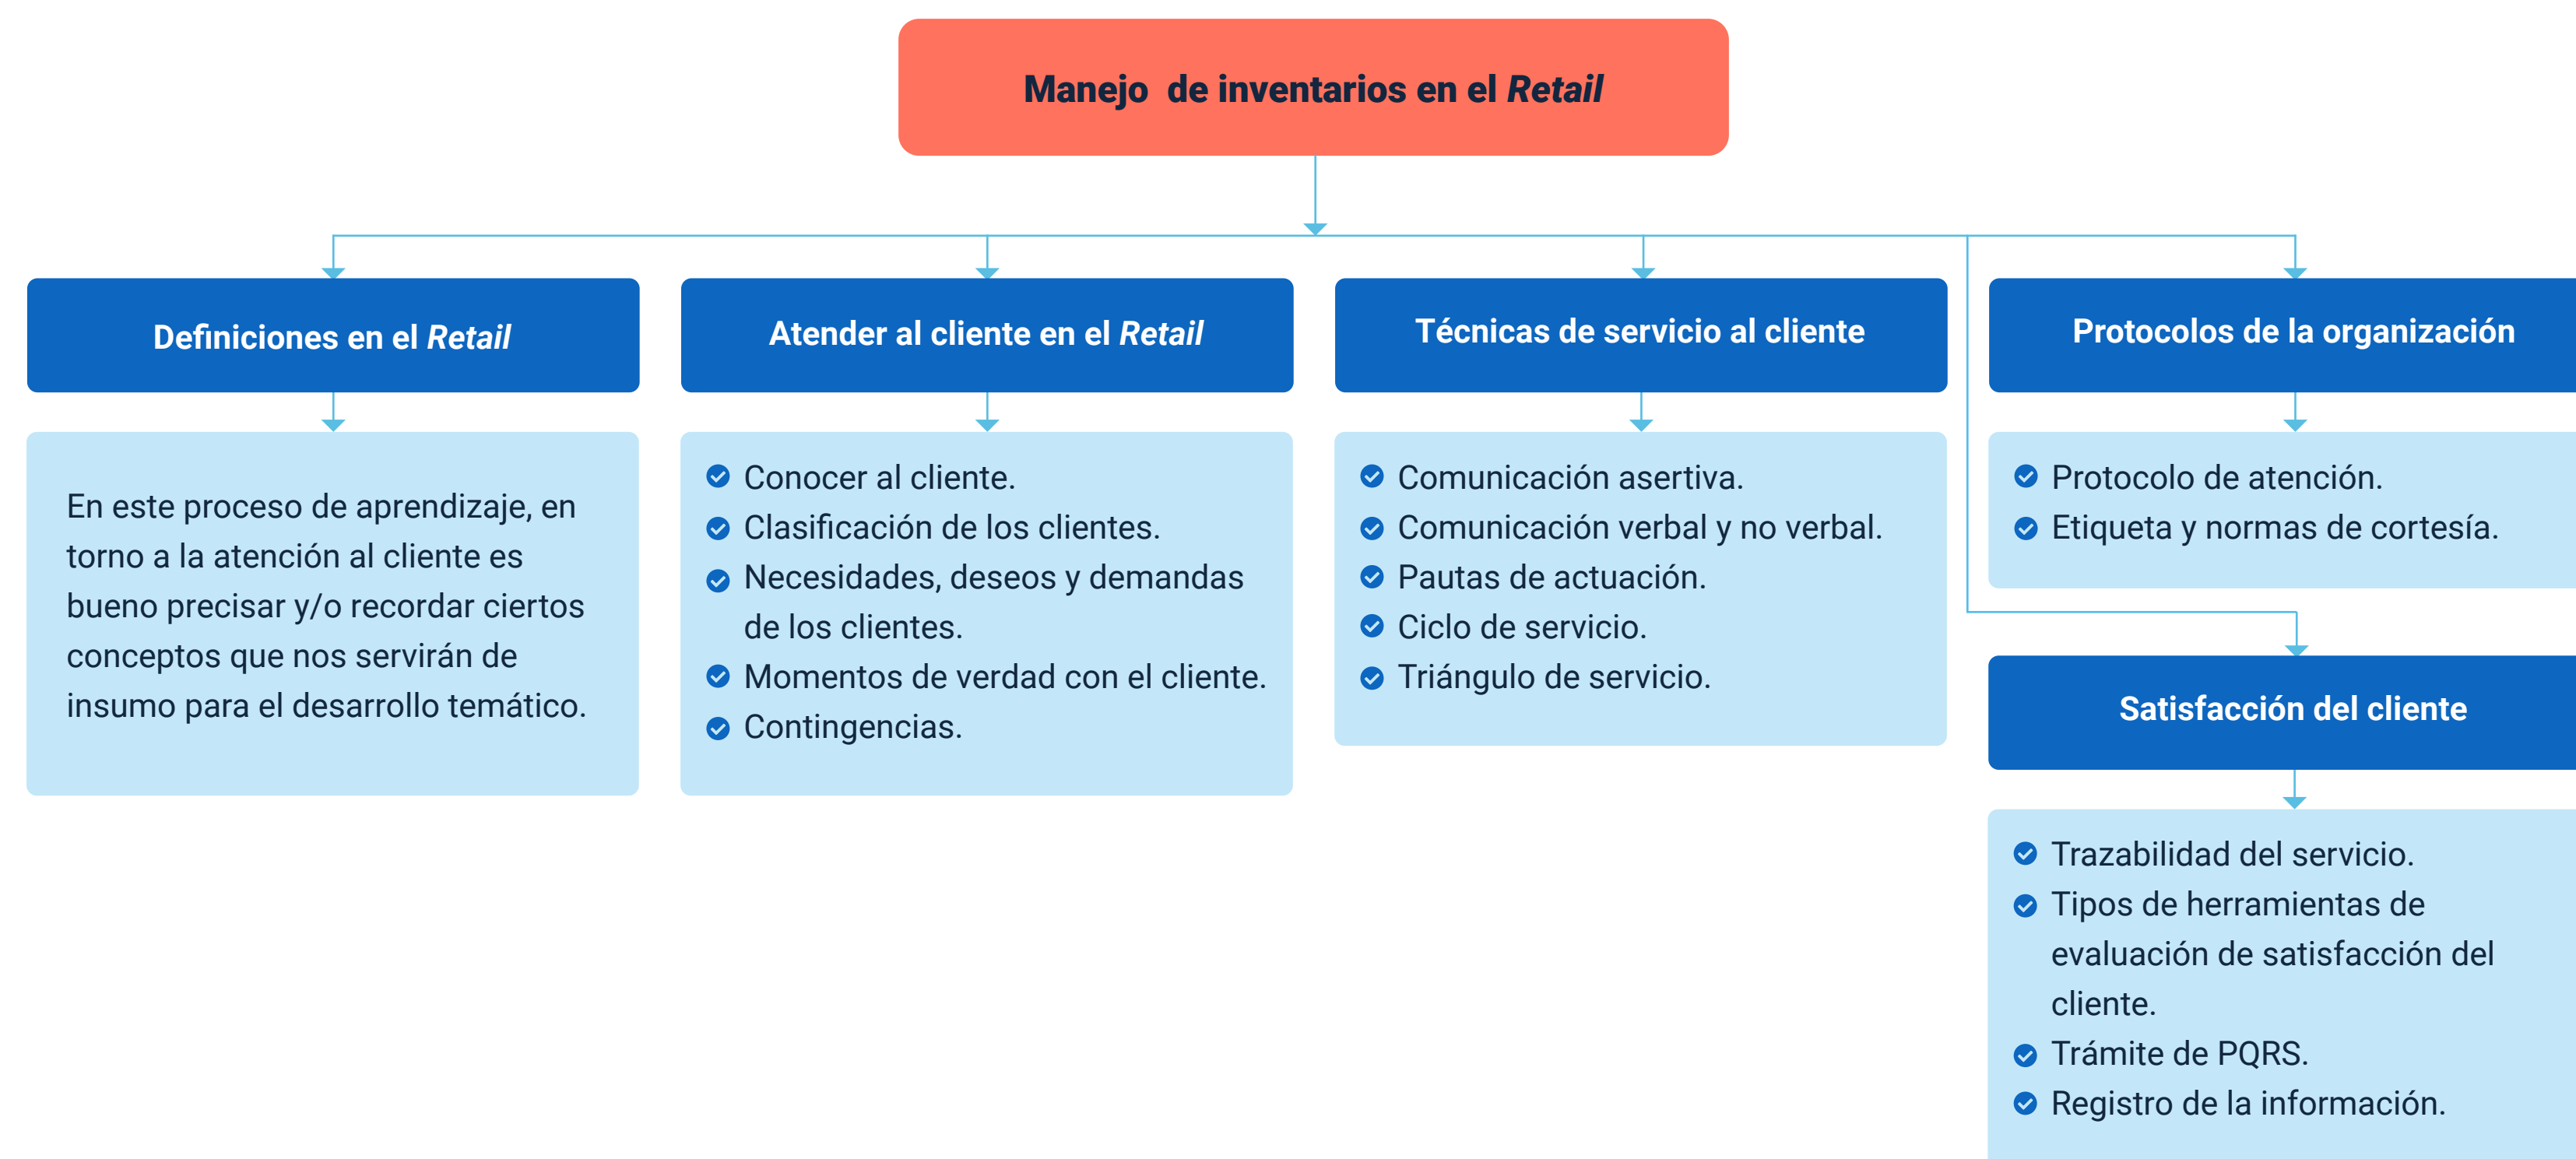 Manejo  de inventarios en el Retail
Definiciones en el Retail
En este proceso de aprendizaje, en
torno a la atención al cliente es
bueno precisar y/o recordar ciertos
conceptos que nos servirán de
insumo para el desarrollo temático.
Atender al cliente en el Retail
Conocer al cliente.
Clasificación de los clientes.
Necesidades, deseos y demandas
de los clientes.
Momentos de verdad con el cliente.
Contingencias.
Técnicas de servicio al cliente
Comunicación asertiva.
Comunicación verbal y no verbal.
Pautas de actuación.
Ciclo de servicio.
Triángulo de servicio.
Protocolos de la organización
Protocolo de atención.
Etiqueta y normas de cortesía.
Satisfacción del cliente
Trazabilidad del servicio.
Tipos de herramientas de
evaluación de satisfacción del
cliente.
Trámite de PQRS.
Registro de la información.